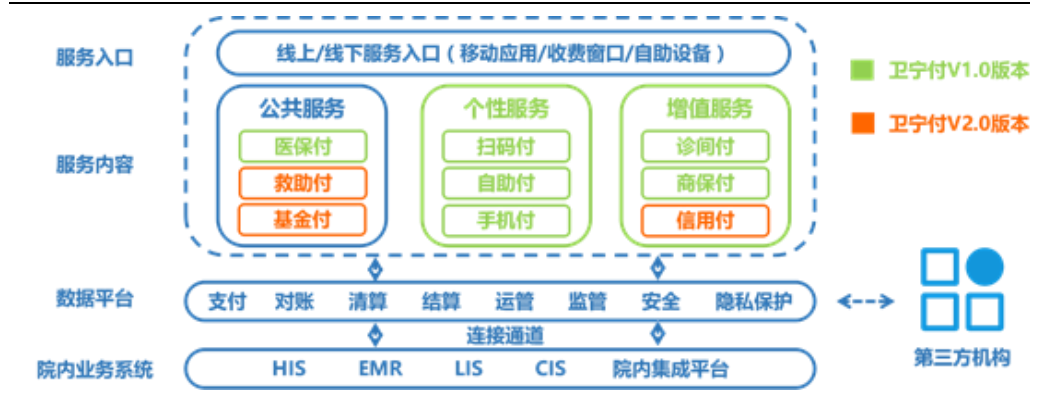 服务入口
线上/线下服务入口（移动应用/收费窗口/自助设备）
卫宁付V1.0版本
卫宁付V2.0版本
服务内容
公共服务
医保付
救助付
基金付
个性服务
扫码付
自助付
手机付
增值服务
诊间付
商保付
信用付
数据平台
支付 对账 清算 结算 运管 监管 安全 隐私保护
连接通道
第三方机构
院内业务系统
HIS EMR LIS CIS 院内集成平台